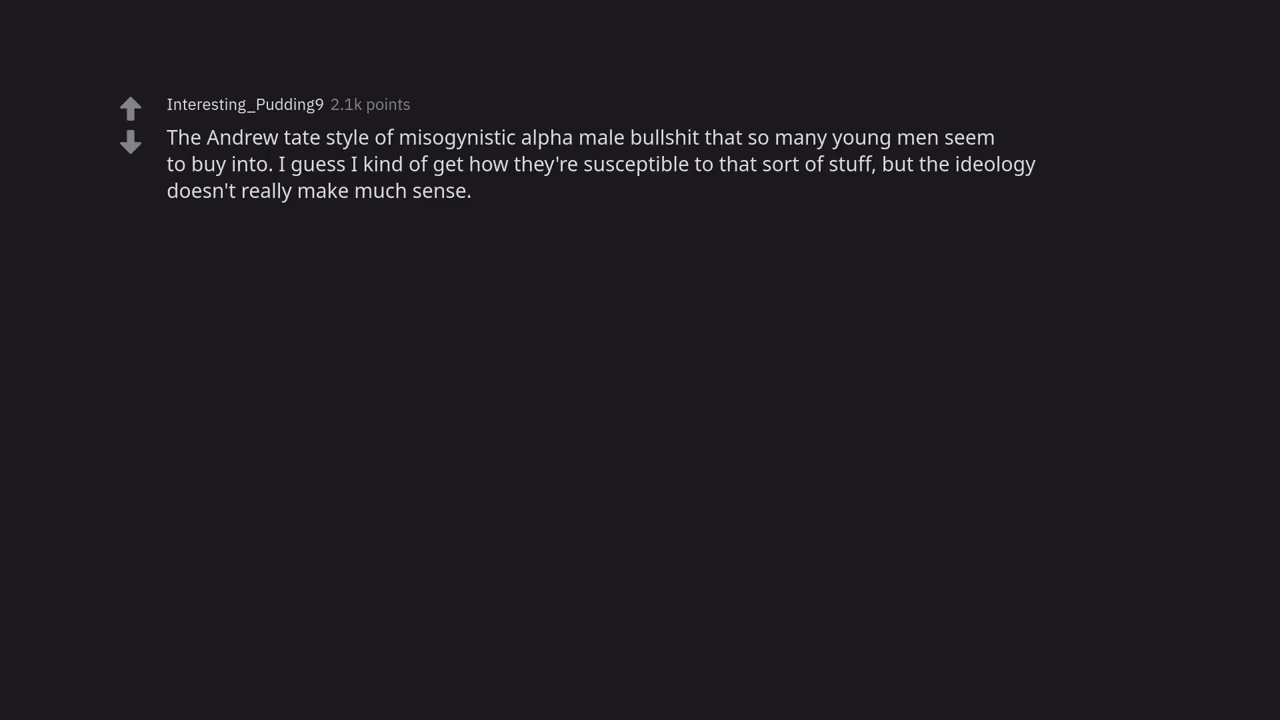 Interesting_Pudding9 2.1k points
The Andrew tate style of misogynistic alpha male bullshit that so many young men seem
to buy into. I guess I kind of get how they're susceptible to that sort of stuff, but the ideology
doesn't really make much sense.